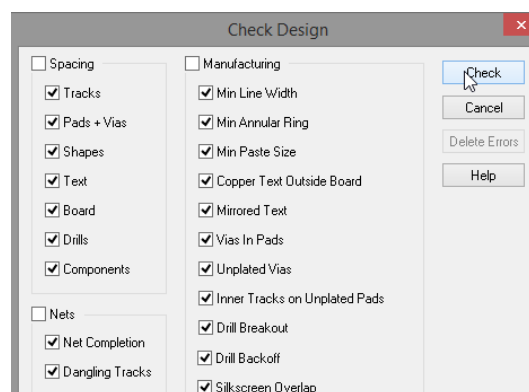 Check Design
Spacing
Tracks
Pads + Vias
Shapes
Text
Board
Drills
Components
Nets
Net Completion
Dangling Tracks
Manufacturing
Min Line Width
Min Annular Ring
Min Paste Size
Copper Text Outside Board
Mirrored Text
Vias In Pads
Unplated Vias
Inner Tracks on Unplated Pads
Drill Breakout
Drill Backoff
Silkscreen Overlap
Check
Cancel
Delete Errors
Help